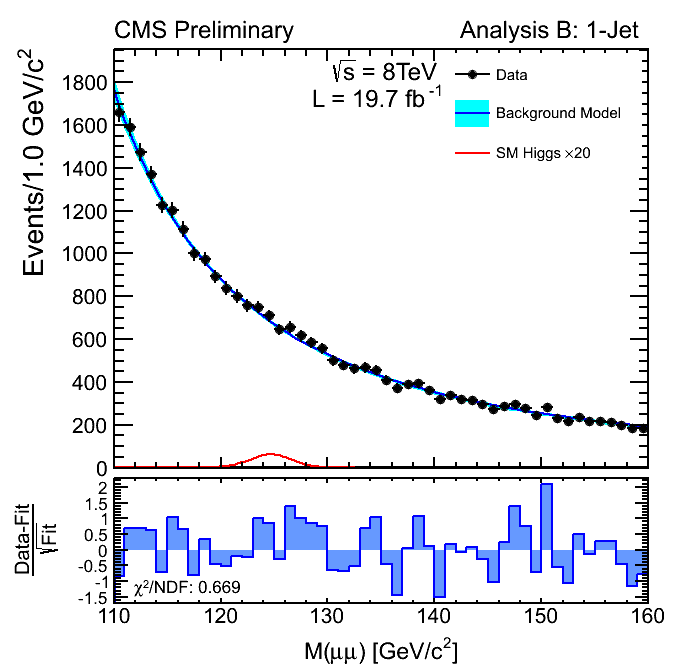 CMS Preliminary
Analysis B: 1-Jet
√s = 8TeV
L = 19.7 fb⁻¹
Data
Background Model
SM Higgs ×20
Events/1.0 GeV/c²
1800
1600
1400
1200
1000
800
600
400
200
0
Data-Fit
√Fit
2
1.5
1
0.5
0
-0.5
-1
-1.5
χ²/NDF: 0.669
110 120 130 140 150 160
M(μμ) [GeV/c²]